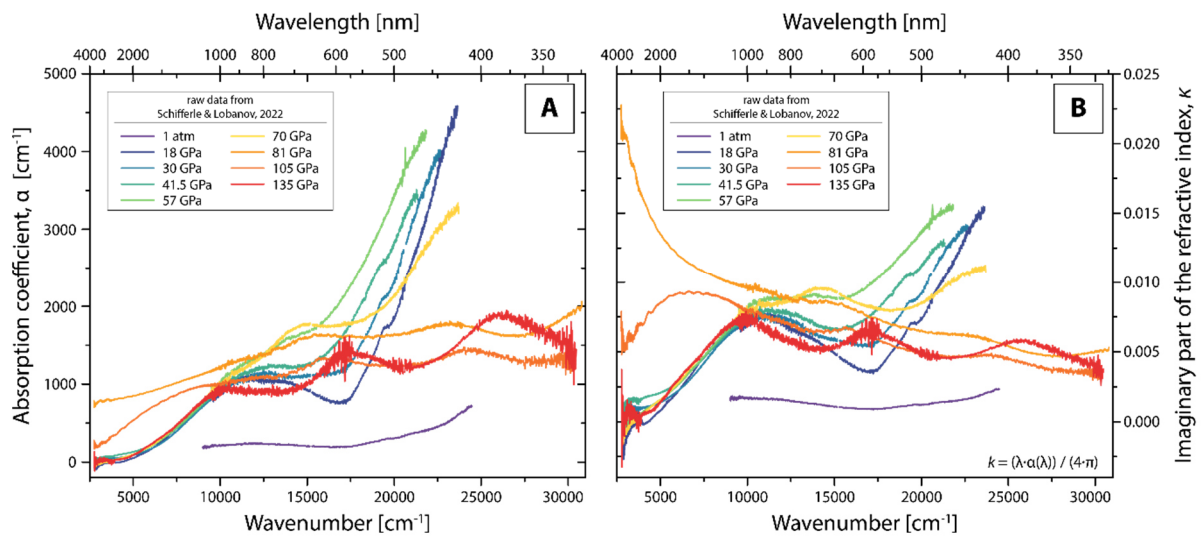 Wavelength [nm]
4000 2000 1000 800 600 500 400 350
Absorption coefficient, α [cm⁻¹]
5000
4000
3000
2000
1000
0
raw data from
Schifferle & Lobanov, 2022
1 atm 70 GPa
18 GPa 81 GPa
30 GPa 105 GPa
41.5 GPa 135 GPa
57 GPa
A
5000 10000 15000 20000 25000 30000
Wavenumber [cm⁻¹]
Wavelength [nm]
4000 2000 1000 800 600 500 400 350
raw data from
Schifferle & Lobanov, 2022
1 atm 70 GPa
18 GPa 81 GPa
30 GPa 105 GPa
41.5 GPa 135 GPa
57 GPa
B
0.025
0.020
0.015
0.010
0.005
0.000
Imaginary part of the refractive index, κ
k = (λ·α(λ)) / (4·π)
5000 10000 15000 20000 25000 30000
Wavenumber [cm⁻¹]